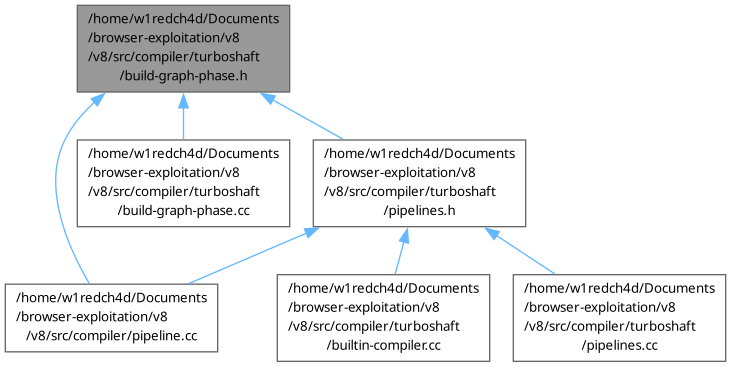 /home/w1redch4d/Documents
/browser-exploitation/v8
/v8/src/compiler/turboshaft
/build-graph-phase.h
/home/w1redch4d/Documents
/browser-exploitation/v8
/v8/src/compiler/turboshaft
/build-graph-phase.cc
/home/w1redch4d/Documents
/browser-exploitation/v8
/v8/src/compiler/turboshaft
/pipelines.h
/home/w1redch4d/Documents
/browser-exploitation/v8
/v8/src/compiler/pipeline.cc
/home/w1redch4d/Documents
/browser-exploitation/v8
/v8/src/compiler/turboshaft
/builtin-compiler.cc
/home/w1redch4d/Documents
/browser-exploitation/v8
/v8/src/compiler/turboshaft
/pipelines.cc